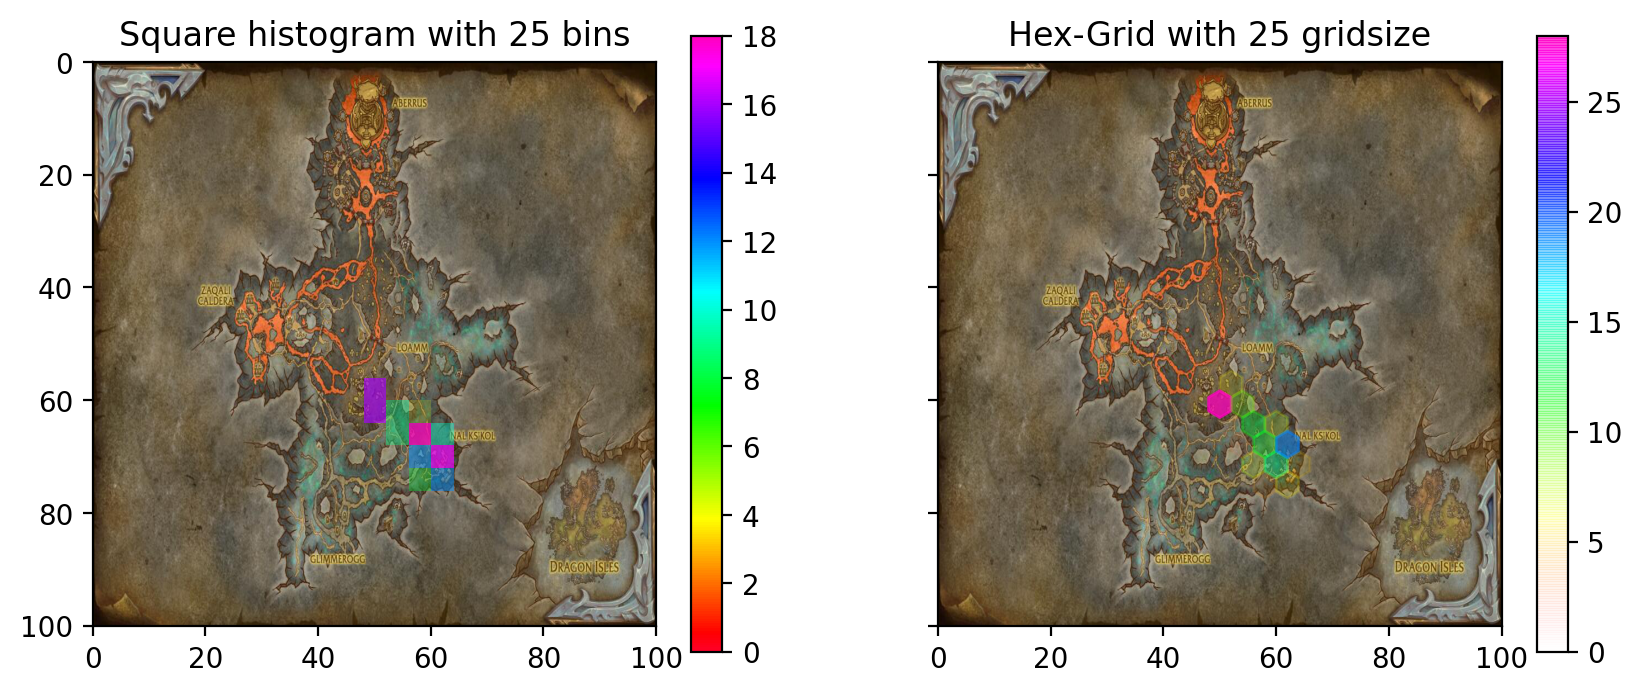 Square histogram with 25 bins
Hex-Grid with 25 gridsize
0
20
40
60
80
100
0
20
40
60
80
100
ABERRUS
ZAQALI
CALDERA
LOAMM
NAL KS'KOL
GLIMMEROGG
DRAGON ISLES
18
16
14
12
10
8
6
4
2
0
ABERRUS
ZAQALI
CALDERA
LOAMM
NAL KS'KOL
GLIMMEROGG
DRAGON ISLES
0
20
40
60
80
100
25
20
15
10
5
0